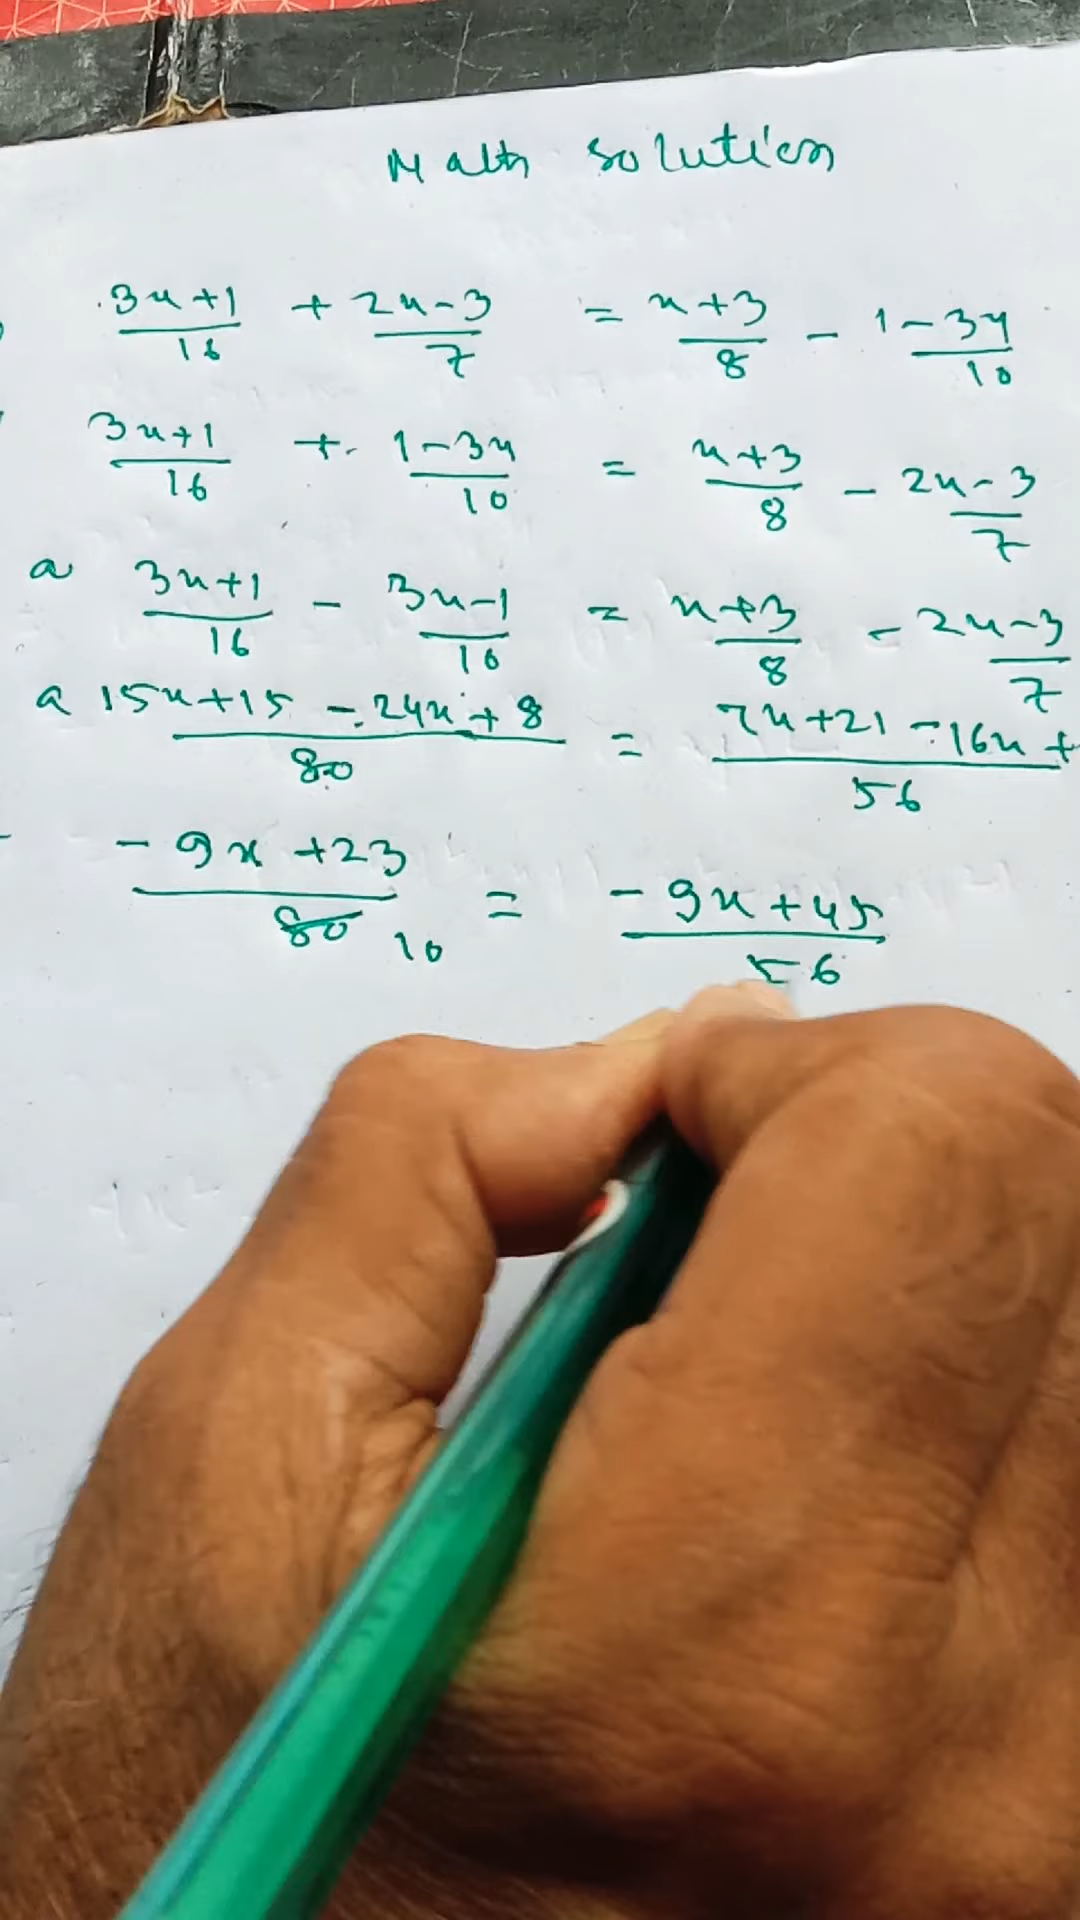 Math solution
3x+1/16 + 2x-3/7 = x+3/8 - 1-3x/10
3x+1/16 + 1-3x/10 = x+3/8 - 2x-3/7
a 3x+1/16 - 3x-1/10 = x+3/8 - 2x-3/7
a 15x+15 - 24x+8/80 = 7x+21-16x+/56
-9x+23/80 10 = -9x+45/56